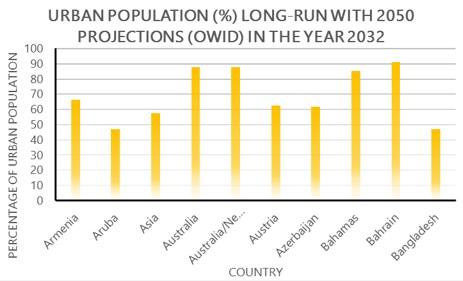 URBAN POPULATION (%) LONG-RUN WITH 2050
PROJECTIONS (OWID) IN THE YEAR 2032
PERCENTAGE OF URBAN POPULATION
100
90
80
70
60
50
40
30
20
10
0
Armenia
Aruba
Asia
Australia
Australia/Ne...
Austria
Azerbaijan
Bahamas
Bahrain
Bangladesh
COUNTRY